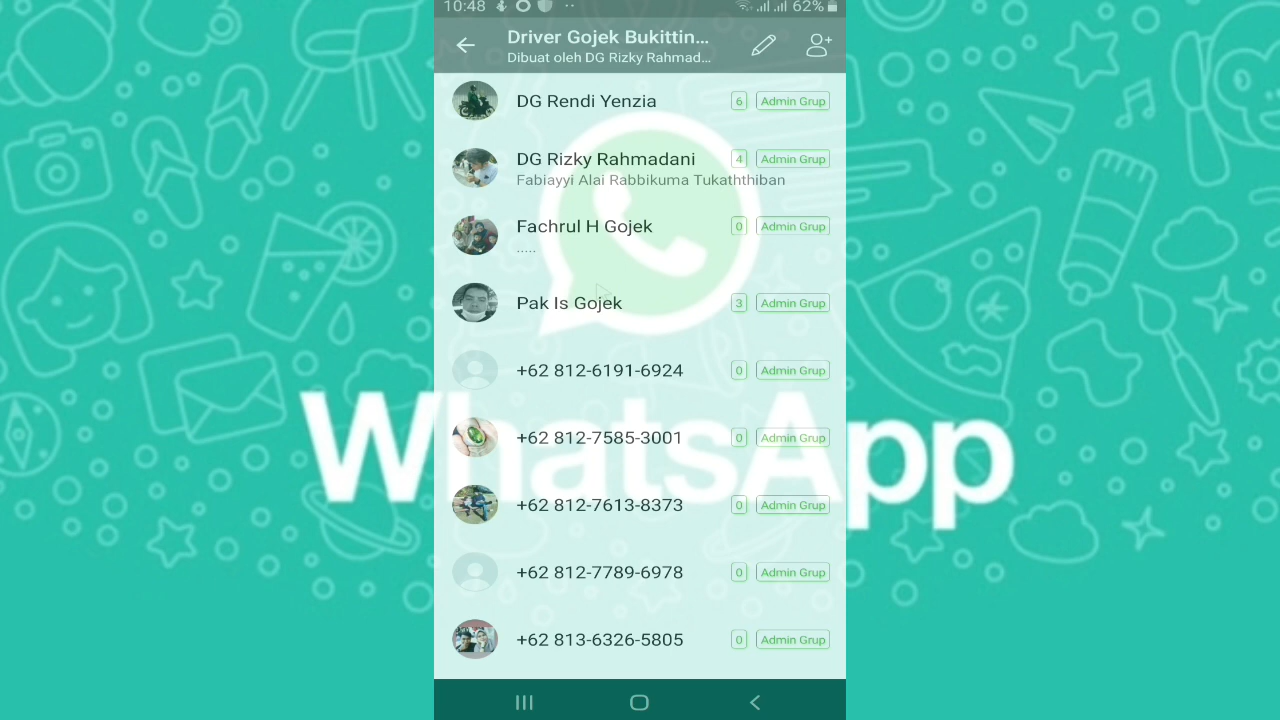 10:48
62%
Driver Gojek Bukittin...
Dibuat oleh DG Rizky Rahmad...
DG Rendi Yenzia 6 Admin Grup
DG Rizky Rahmadani 4 Admin Grup
Fabiayyi Alai Rabbikuma Tukaththiban
Fachrul H Gojek 0 Admin Grup
.....
Pak Is Gojek 3 Admin Grup
+62 812-6191-6924 0 Admin Grup
+62 812-7585-3001 0 Admin Grup
WhatsApp
+62 812-7613-8373 0 Admin Grup
+62 812-7789-6978 0 Admin Grup
+62 813-6326-5805 0 Admin Grup